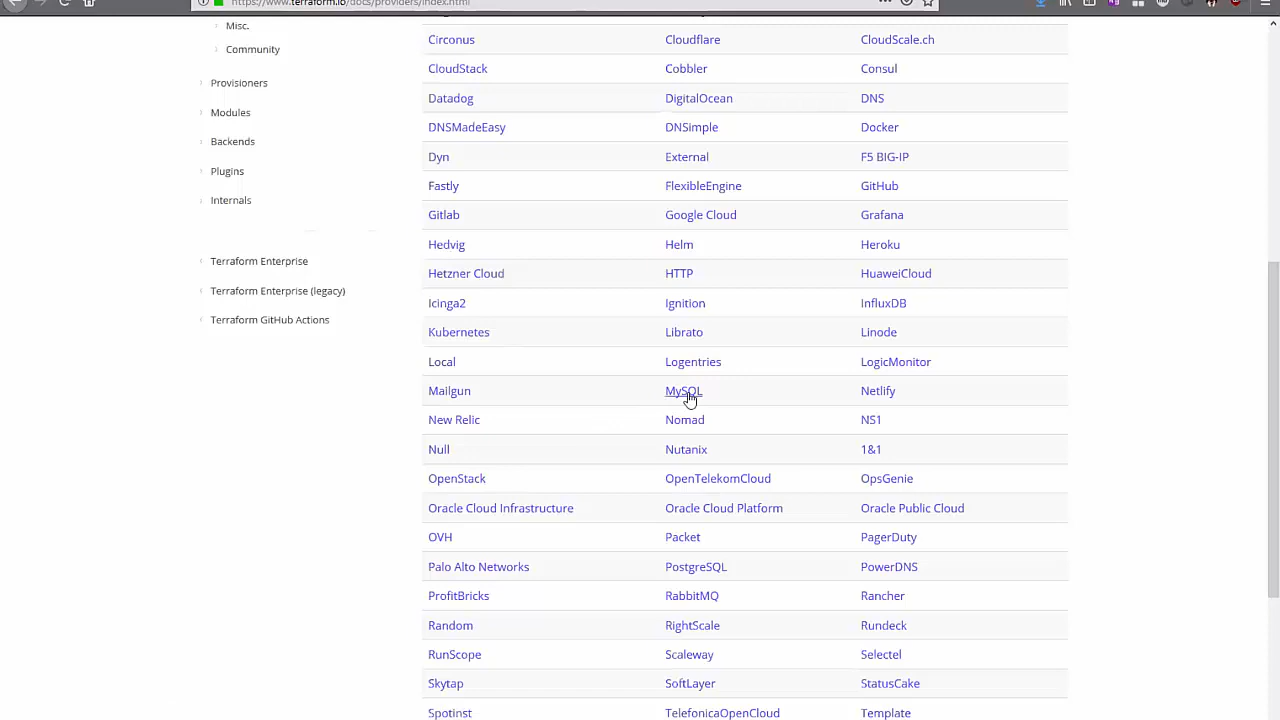 https://www.terraform.io/docs/providers/index.html
Misc.
Community
Provisioners
Modules
Backends
Plugins
Internals
Terraform Enterprise
Terraform Enterprise (legacy)
Terraform GitHub Actions
Circonus Cloudflare CloudScale.ch
CloudStack Cobbler Consul
Datadog DigitalOcean DNS
DNSMadeEasy DNSimple Docker
Dyn External F5 BIG-IP
Fastly FlexibleEngine GitHub
Gitlab Google Cloud Grafana
Hedvig Helm Heroku
Hetzner Cloud HTTP HuaweiCloud
Icinga2 Ignition InfluxDB
Kubernetes Librato Linode
Local Logentries LogicMonitor
Mailgun MySQL Netlify
New Relic Nomad NS1
Null Nutanix 1&1
OpenStack OpenTelekomCloud OpsGenie
Oracle Cloud Infrastructure Oracle Cloud Platform Oracle Public Cloud
OVH Packet PagerDuty
Palo Alto Networks PostgreSQL PowerDNS
ProfitBricks RabbitMQ Rancher
Random RightScale Rundeck
RunScope Scaleway Selectel
Skytap SoftLayer StatusCake
Spotinst TelefonicaOpenCloud Template